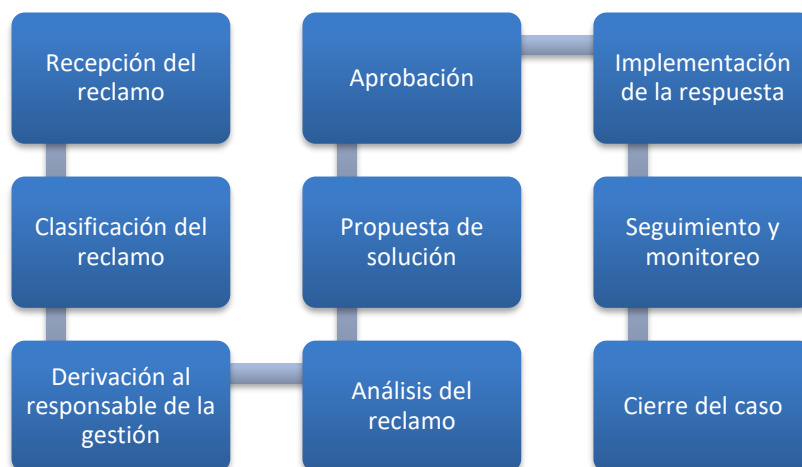 Recepción del
reclamo
Clasificación del
reclamo
Derivación al
responsable de la
gestión
Análisis del
reclamo
Propuesta de
solución
Aprobación
Implementación
de la respuesta
Seguimiento y
monitoreo
Cierre del caso